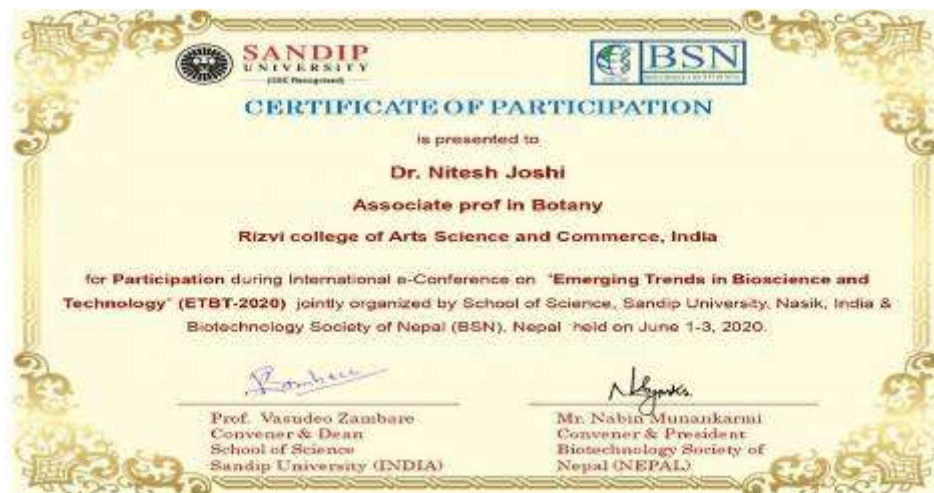 SANDIP
UNIVERSITY
(UGC Recognised)
BSN
CERTIFICATE OF PARTICIPATION
is presented to
Dr. Nitesh Joshi
Associate prof in Botany
Rizvi college of Arts Science and Commerce, India
for Participation during International e-Conference on "Emerging Trends in Bioscience and
Technology" (ETBT-2020) jointly organized by School of Science, Sandip University, Nasik, India &
Biotechnology Society of Nepal (BSN), Nepal held on June 1-3, 2020.
Prof. Vasudeo Zambare
Convener & Dean
School of Science
Sandip University (INDIA)
Mr. Nabin Munankarmi
Convener & President
Biotechnology Society of
Nepal (NEPAL)